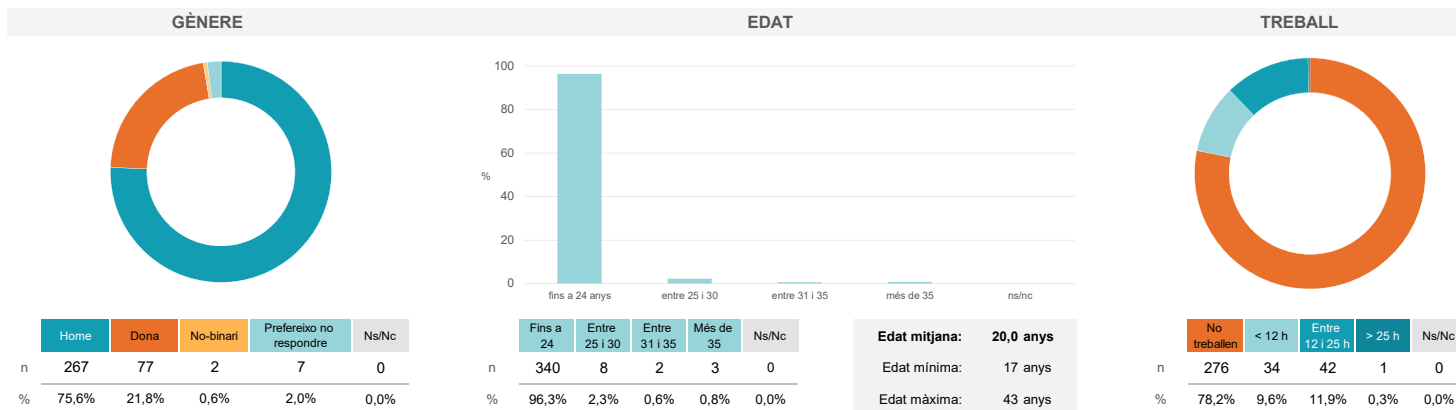 GÈNERE
EDAT
TREBALL
100
80
60
%
40
20
0
fins a 24 anys
entre 25 i 30
entre 31 i 35
més de 35
ns/nc
Home Dona No-binari Prefereixo no respondre Ns/Nc
n 267 77 2 7 0
% 75,6% 21,8% 0,6% 2,0% 0,0%
Fins a 24 Entre 25 i 30 Entre 31 i 35 Més de 35 Ns/Nc
n 340 8 2 3 0
% 96,3% 2,3% 0,6% 0,8% 0,0%
Edat mitjana: 20,0 anys
Edat mínima: 17 anys
Edat màxima: 43 anys
No treballen < 12 h Entre 12 i 25 h > 25 h Ns/Nc
n 276 34 42 1 0
% 78,2% 9,6% 11,9% 0,3% 0,0%